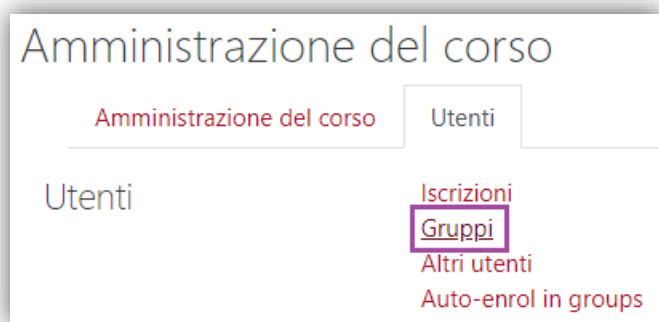 Amministrazione del corso
Amministrazione del corso Utenti
Utenti Iscrizioni
Gruppi
Altri utenti
Auto-enrol in groups